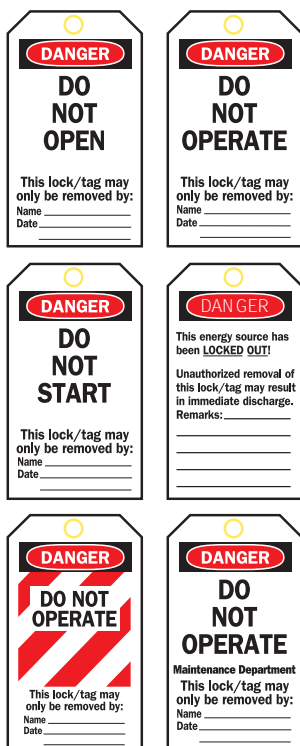 DANGER
DO
NOT
OPEN
This lock/tag may
only be removed by:
Name
Date
DANGER
DO
NOT
OPERATE
This lock/tag may
only be removed by:
Name
Date
DANGER
DO
NOT
START
This lock/tag may
only be removed by:
Name
Date
DANGER
This energy source has
been LOCKED OUT!
Unauthorized removal of
this lock/tag may result
in immediate discharge.
Remarks:
DANGER
DO NOT
OPERATE
This lock/tag may
only be removed by:
Name
Date
DANGER
DO
NOT
OPERATE
Maintenance Department
This lock/tag may
only be removed by:
Name
Date